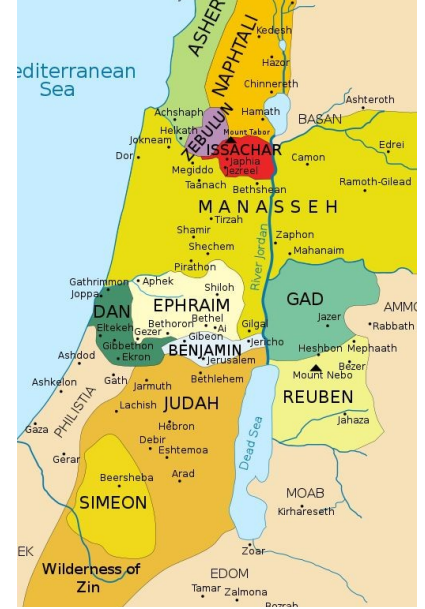 ASHER
NAPHTALI
Kedesh
Hazor
editerranean
Sea
Chinnereth
Ashteroth
Achshaph
Hamath
BASAN
Helkath
ZEBULUN
Mount Tabor
Jokneam
ISSACHAR
Edrei
Dor
Japhia
Camon
Megiddo
Jezreel
Taanach
Bethshean
Ramoth-Gilead
MANASSEH
Tirzah
Shamir
Zaphon
Shechem
Mahanaim
River Jordan
Pirathon
Gathrimmon
Aphek
Joppa
Shiloh
EPHRAIM
GAD
DAN
Bethel
AMMO
Eltekeh
Bethoron
Ai
Gilgal
Jazer
Rabbath
Gezer
Gibeon
Gibbethon
BENJAMIN
Jericho
Heshbon
Mephaath
Ashdod
Ekron
Jerusalem
Bezer
Mount Nebo
Ashkelon
Gath
Jarmuth
Bethlehem
REUBEN
PHILISTIA
Lachish
JUDAH
Jahaza
Gaza
Hebron
Debir
Eshtemoa
Dead Sea
Gerar
Arad
Beersheba
MOAB
SIMEON
Kirhareseth
EK
Zoar
Wilderness of
Zin
EDOM
Tamar
Zalmona
Bozrah